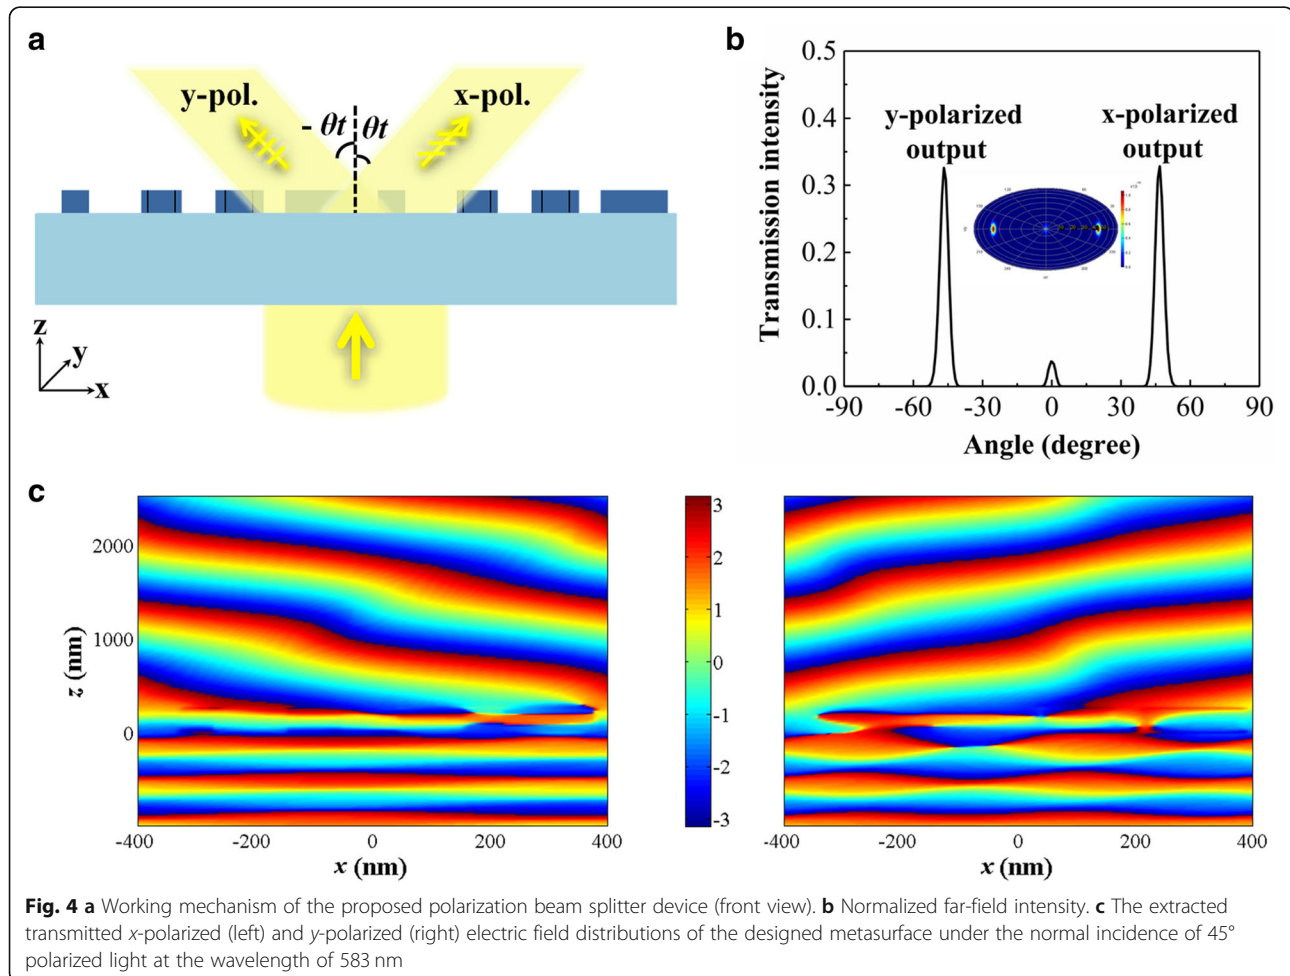 a
y-pol.
x-pol.
- θt
θt
z
y
x
b
Transmission intensity
0.5
0.4
0.3
0.2
0.1
0.0
y-polarized
output
x-polarized
output
-90
-60
-30
0
30
60
90
Angle (degree)
c
z (nm)
2000
1000
0
-400
-200
0
200
400
x (nm)
3
2
1
0
-1
-2
-3
-400
-200
0
200
400
x (nm)
Fig. 4 a Working mechanism of the proposed polarization beam splitter device (front view). b Normalized far-field intensity. c The extracted
transmitted x-polarized (left) and y-polarized (right) electric field distributions of the designed metasurface under the normal incidence of 45°
polarized light at the wavelength of 583 nm